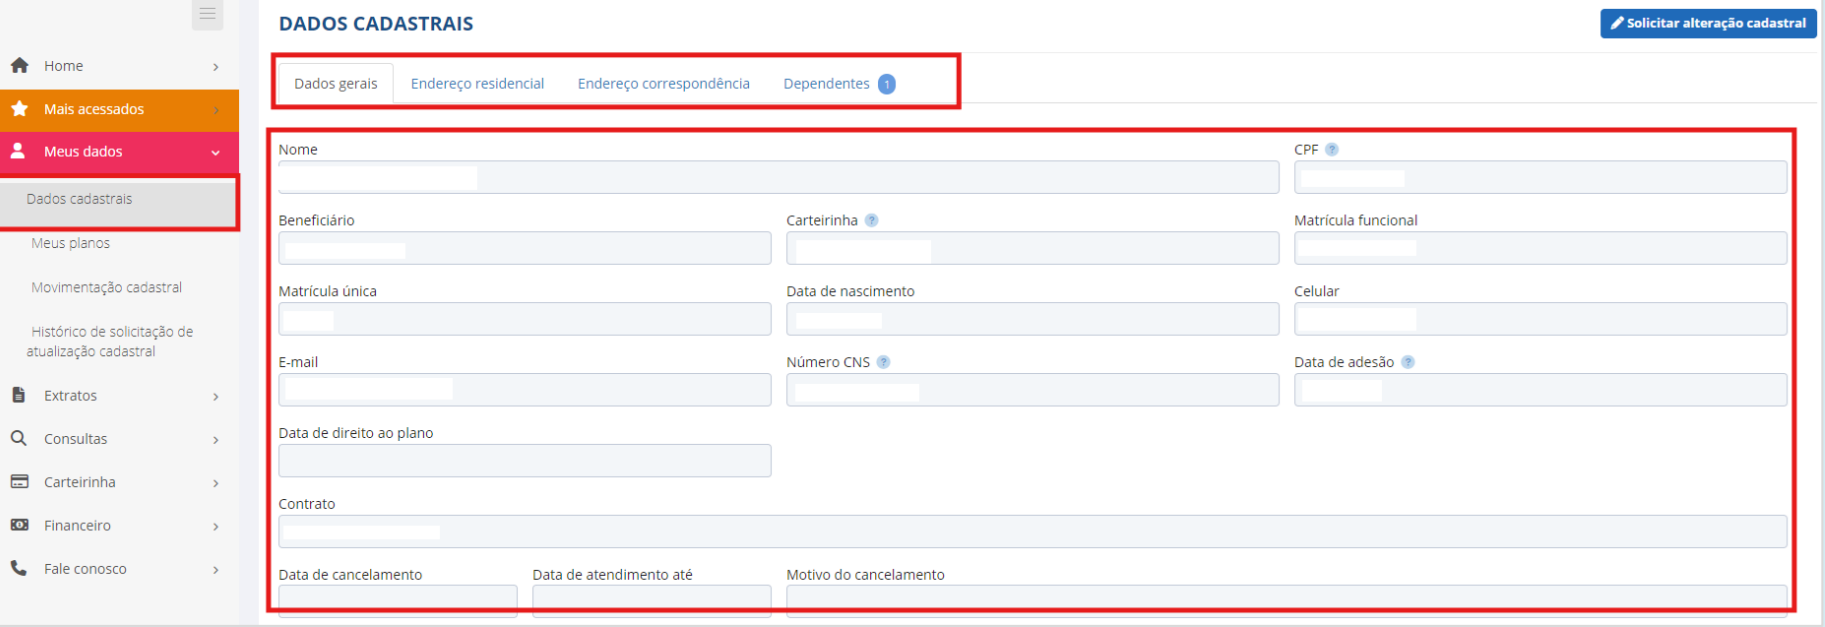 DADOS CADASTRAIS
Solicitar alteração cadastral
Home
Mais acessados
Meus dados
Dados cadastrais
Meus planos
Movimentação cadastral
Histórico de solicitação de
atualização cadastral
Extratos
Consultas
Carteirinha
Financeiro
Fale conosco
Dados gerais Endereço residencial Endereço correspondência Dependentes 1
Nome CPF ?
Beneficiário Carteirinha ? Matrícula funcional
Matrícula única Data de nascimento Celular
E-mail Número CNS ? Data de adesão ?
Data de direito ao plano
Contrato
Data de cancelamento Data de atendimento até Motivo do cancelamento